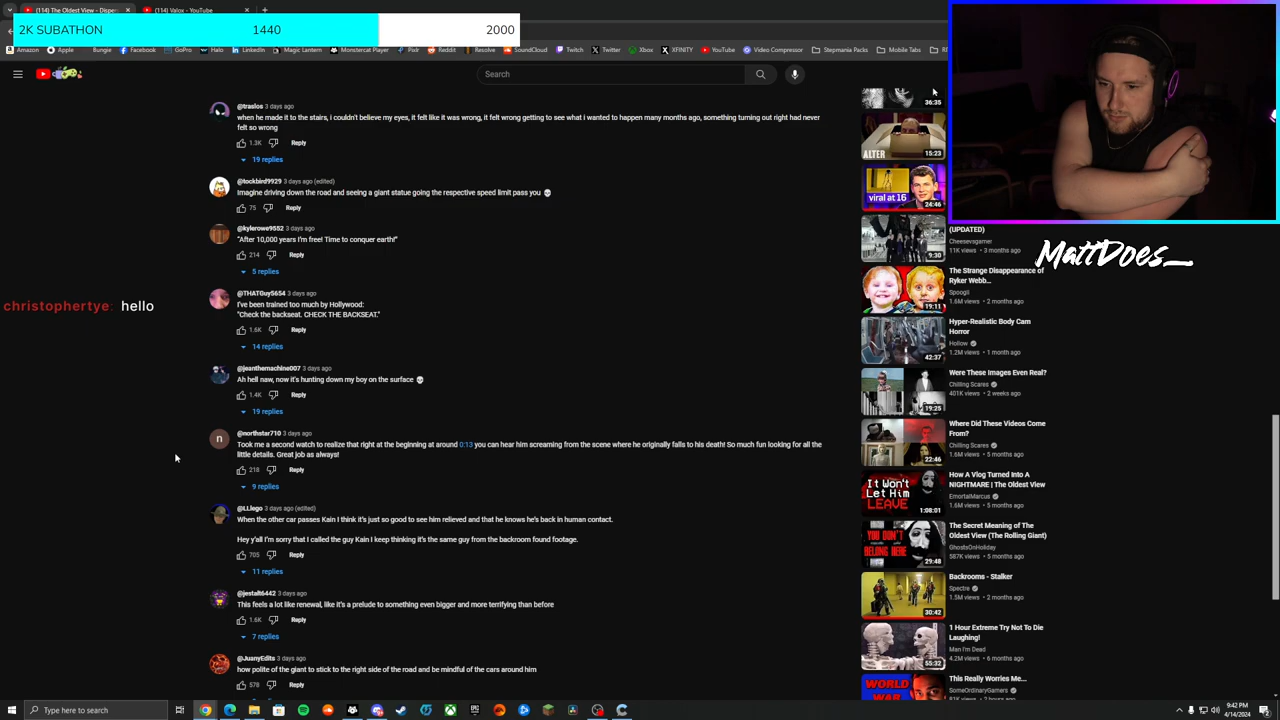 (114) The Oldest View - Disper
(114) Valox - YouTube
2K SUBATHON 1440 2000
Amazon Apple Bungie Facebook GoPro Halo LinkedIn Magic Lantern Monstercat Player Pixlr Reddit Resolve SoundCloud Twitch Twitter Xbox XFINITY YouTube Video Compressor Stepmania Packs Mobile Tabs
Search
@traslos 3 days ago
when he made it to the stairs, i couldn't believe my eyes, it felt like it was wrong, it felt wrong getting to see what i wanted to happen many months ago, something turning out right had never
felt so wrong
1.3K Reply
19 replies
@tockbird9929 3 days ago (edited)
Imagine driving down the road and seeing a giant statue going the respective speed limit pass you 💀
75 Reply
@kylerowe9552 3 days ago
"After 10,000 years I'm free! Time to conquer earth!"
214 Reply
5 replies
@THATGuy5654 3 days ago
I've been trained too much by Hollywood:
"Check the backseat. CHECK THE BACKSEAT."
1.6K Reply
14 replies
christophertye: hello
@jeanthemachine007 3 days ago
Ah hell naw, now it's hunting down my boy on the surface 💀
1.4K Reply
19 replies
n
@northstar710 3 days ago
Took me a second watch to realize that right at the beginning at around 0:13 you can hear him screaming from the scene where he originally falls to his death! So much fun looking for all the
little details. Great job as always!
218 Reply
9 replies
@LLlego 3 days ago (edited)
When the other car passes Kain I think it's just so good to see him relieved and that he knows he's back in human contact.
Hey y'all I'm sorry that I called the guy Kain I keep thinking it's the same guy from the backroom found footage.
705 Reply
11 replies
@jestalt6442 3 days ago
This feels a lot like renewal, like it's a prelude to something even bigger and more terrifying than before
1.6K Reply
7 replies
@JusnyEdits 3 days ago
how polite of the giant to stick to the right side of the road and be mindful of the cars around him
578 Reply
36:35
ALTER
15:23
viral at 16
24:46
(UPDATED)
Cheesevsgamer
11K views • 3 months ago
9:30
The Strange Disappearance of
Ryker Webb...
Spoogli
1.6M views • 2 months ago
19:11
Hyper-Realistic Body Cam
Horror
Hollow
1.2M views • 1 month ago
42:37
Were These Images Even Real?
Chilling Scares
401K views • 2 weeks ago
19:25
Where Did These Videos Come
From?
Chilling Scares
1.6M views • 5 months ago
22:46
It Won't
Let Him
LEAVE
How A Vlog Turned Into A
NIGHTMARE | The Oldest View
EmortalMarcus
1.6M views • 5 months ago
1:08:01
YOU DON'T
BELONG HERE
The Secret Meaning of The
Oldest View (The Rolling Giant)
GhostsOnHoliday
587K views • 5 months ago
29:48
Backrooms - Stalker
Spectre
1.5M views • 2 months ago
30:42
1 Hour Extreme Try Not To Die
Laughing!
Man I'm Dead
4.2M views • 6 months ago
55:32
WORLD
WAR
This Really Worries Me...
SomeOrdinaryGamers
MattDoes_
Type here to search
9:42 PM
4/14/2024